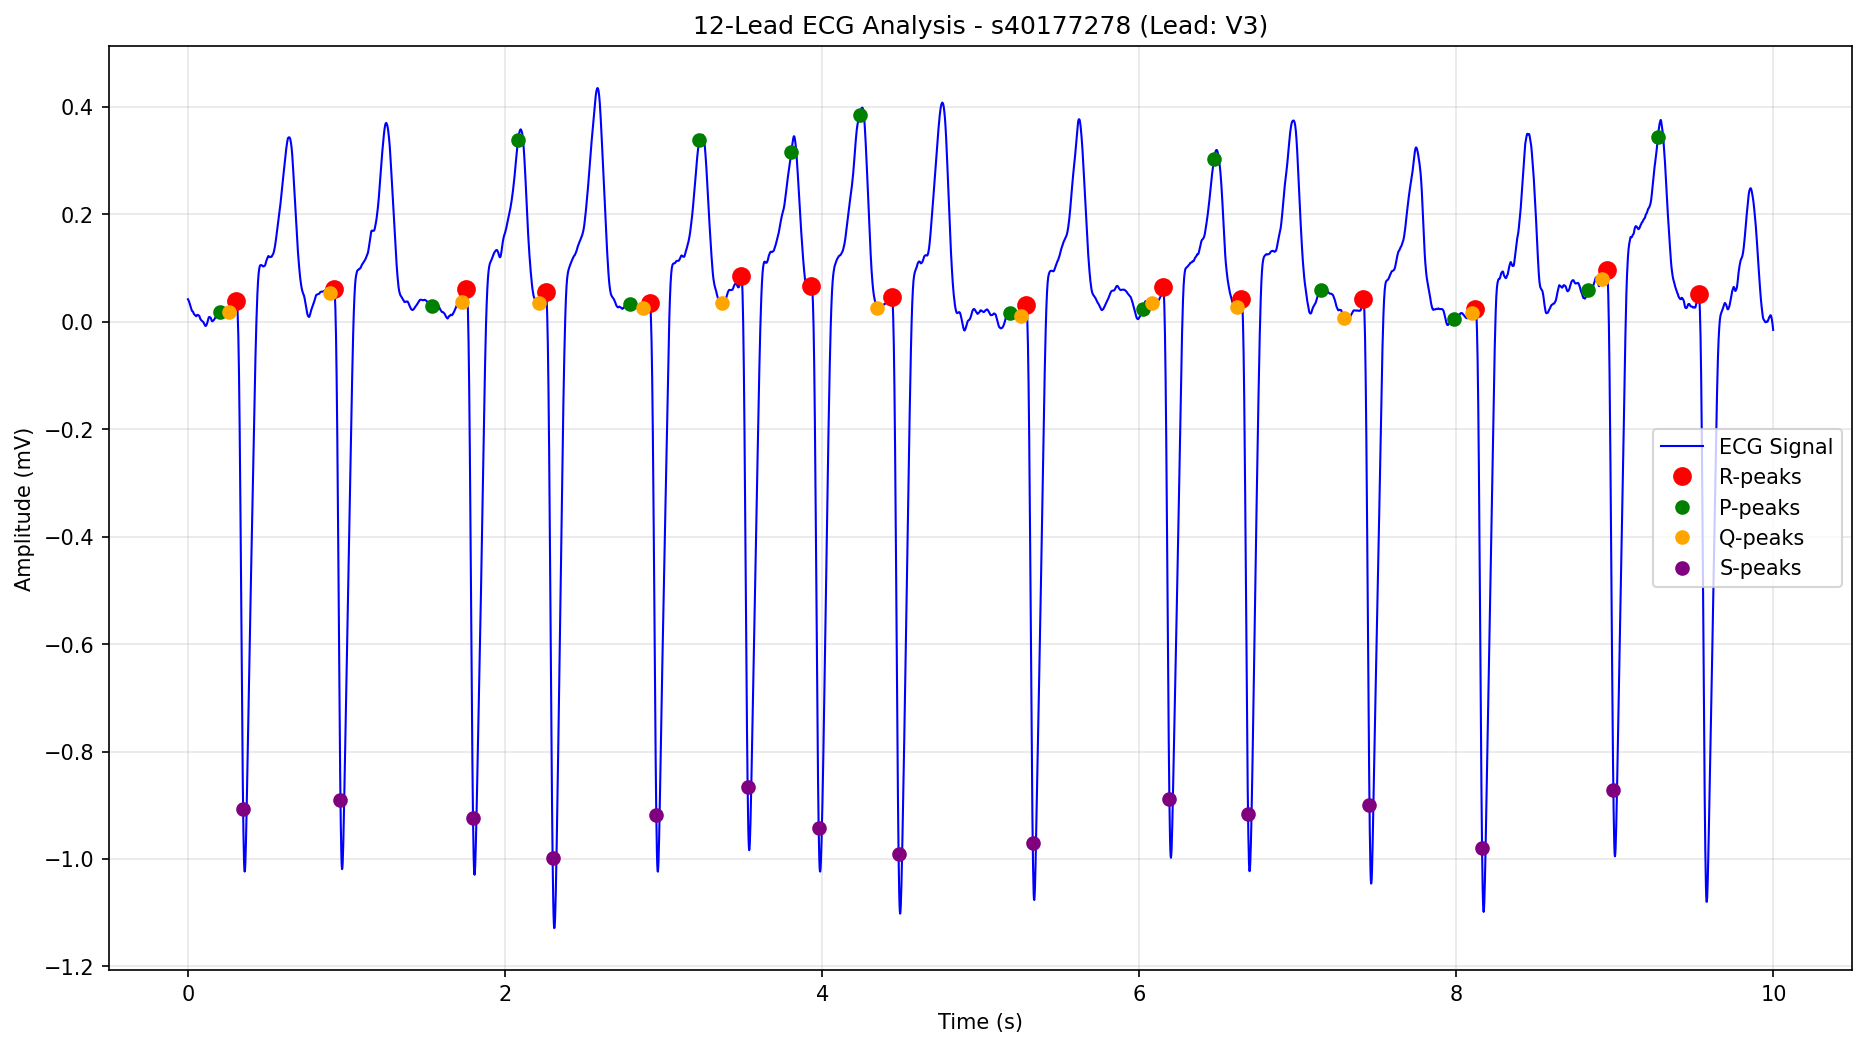 12-Lead ECG Analysis - s40177278 (Lead: V3)
Amplitude (mV)
0.4
0.2
0.0
−0.2
−0.4
−0.6
−0.8
−1.0
−1.2
ECG Signal
R-peaks
P-peaks
Q-peaks
S-peaks
0 2 4 6 8 10
Time (s)